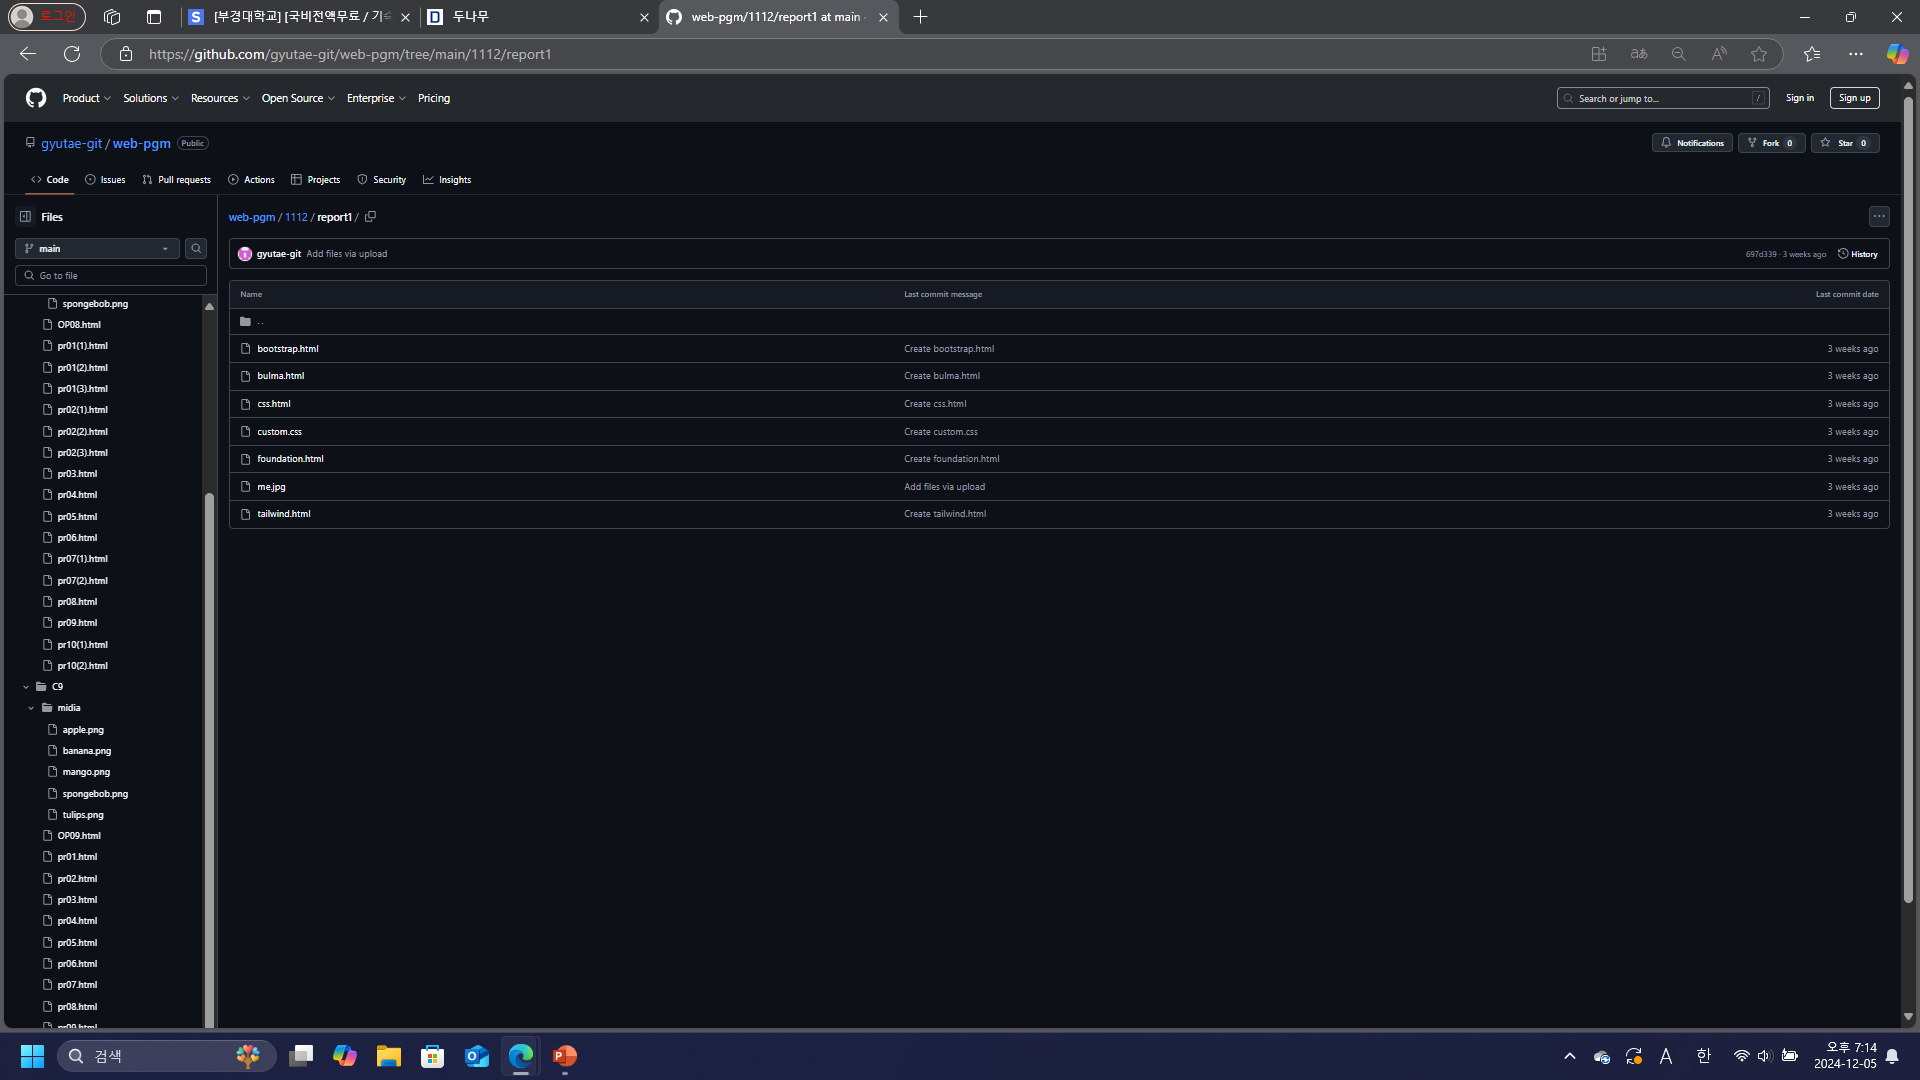 로그인
[부경대학교] [국비전액무료 / 기숙
두나무
web-pgm/1112/report1 at main ·
https://github.com/gyutae-git/web-pgm/tree/main/1112/report1
Product
Solutions
Resources
Open Source
Enterprise
Pricing
Search or jump to...
/
Sign in
Sign up
gyutae-git / web-pgm
Public
Notifications
Fork 0
Star 0
Code
Issues
Pull requests
Actions
Projects
Security
Insights
Files
main
Go to file
spongebob.png
OP08.html
pr01(1).html
pr01(2).html
pr01(3).html
pr02(1).html
pr02(2).html
pr02(3).html
pr03.html
pr04.html
pr05.html
pr06.html
pr07(1).html
pr07(2).html
pr08.html
pr09.html
pr10(1).html
pr10(2).html
C9
midia
apple.png
banana.png
mango.png
spongebob.png
tulips.png
OP09.html
pr01.html
pr02.html
pr03.html
pr04.html
pr05.html
pr06.html
pr07.html
pr08.html
pr09.html
web-pgm / 1112 / report1 /
gyutae-git Add files via upload
697d339 · 3 weeks ago
History
Name Last commit message Last commit date
..
bootstrap.html Create bootstrap.html 3 weeks ago
bulma.html Create bulma.html 3 weeks ago
css.html Create css.html 3 weeks ago
custom.css Create custom.css 3 weeks ago
foundation.html Create foundation.html 3 weeks ago
me.jpg Add files via upload 3 weeks ago
tailwind.html Create tailwind.html 3 weeks ago
검색
A
한
오후 7:14
2024-12-05